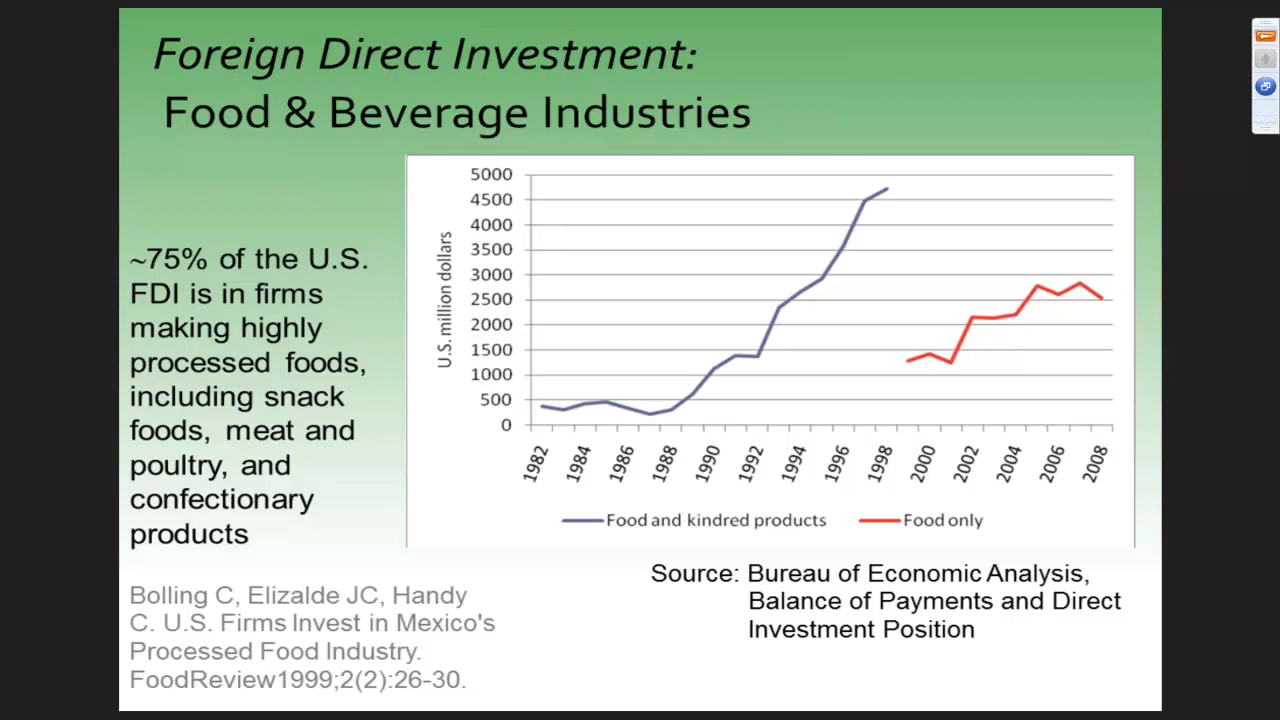 Foreign Direct Investment:
Food & Beverage Industries
~75% of the U.S.
FDI is in firms
making highly
processed foods,
including snack
foods, meat and
poultry, and
confectionary
products
Bolling C, Elizalde JC, Handy
C. U.S. Firms Invest in Mexico's
Processed Food Industry.
FoodReview1999;2(2):26-30.
U.S. million dollars
5000
4500
4000
3500
3000
2500
2000
1500
1000
500
0
1982 1984 1986 1988 1990 1992 1994 1996 1998 2000 2002 2004 2006 2008
Food and kindred products Food only
Source: Bureau of Economic Analysis,
Balance of Payments and Direct
Investment Position